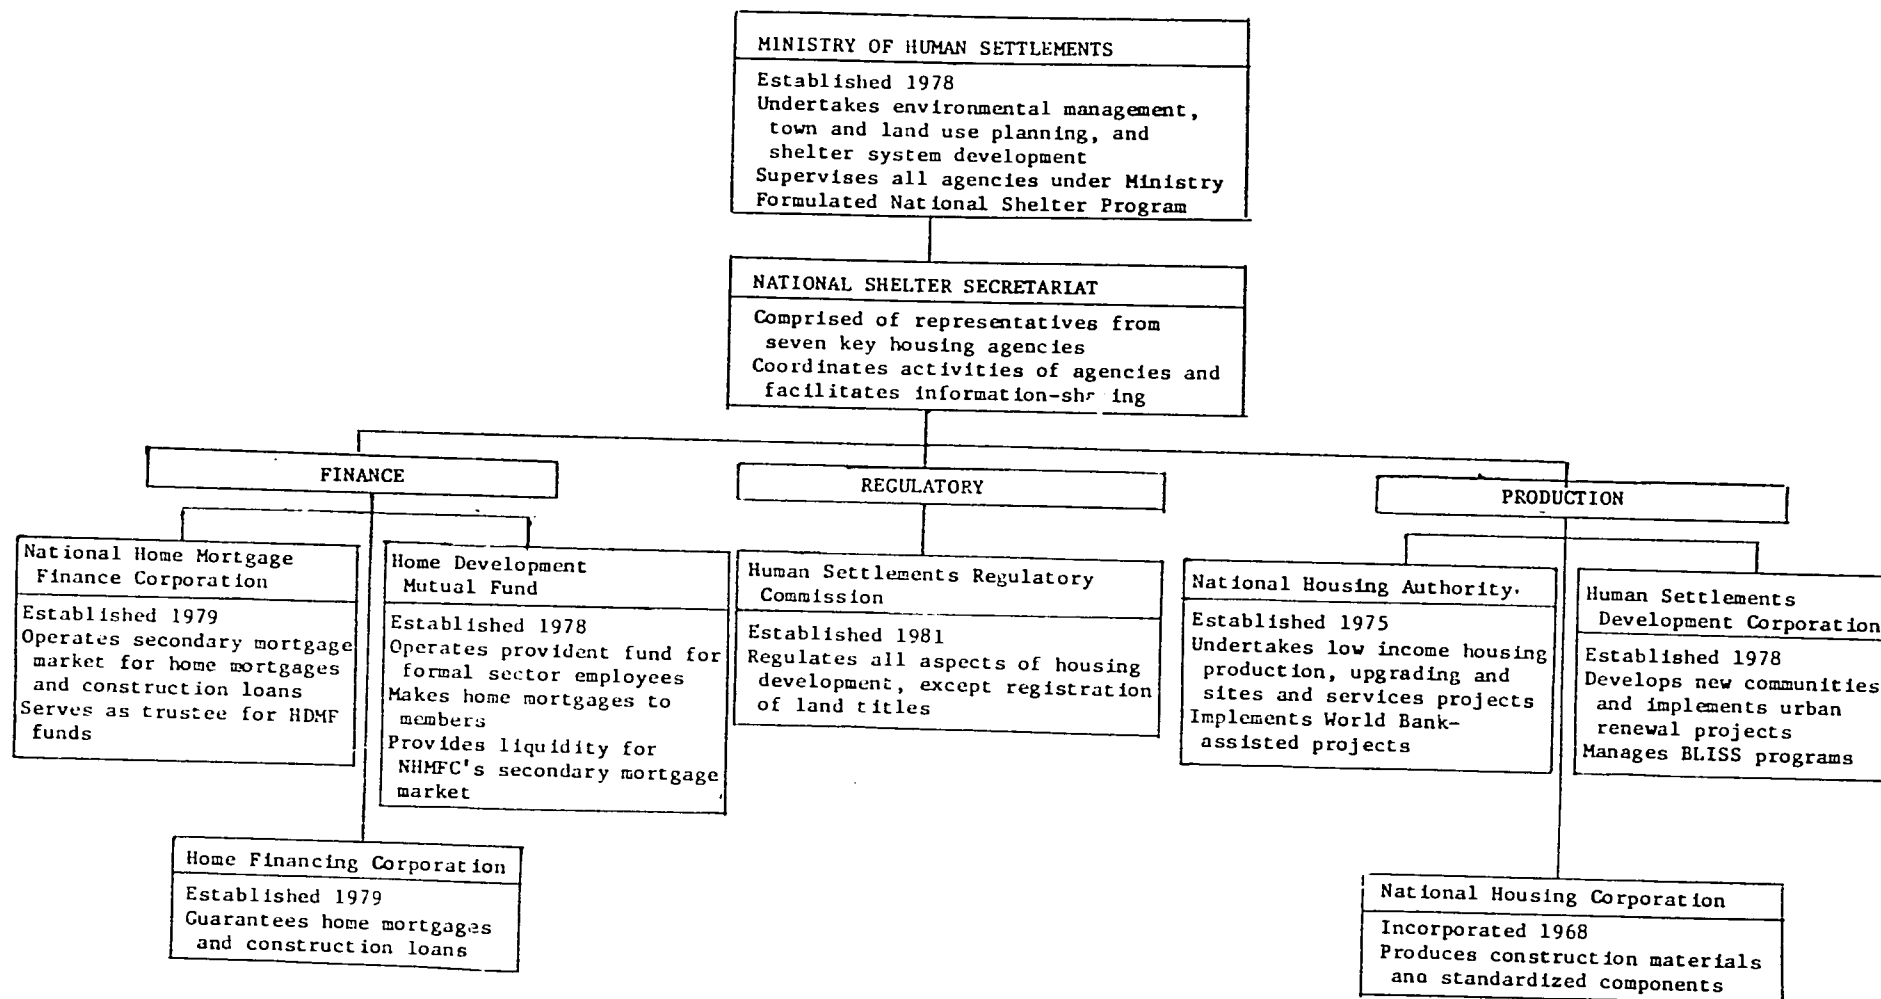 MINISTRY OF HUMAN SETTLEMENTS
Established 1978
Undertakes environmental management,
town and land use planning, and
shelter system development
Supervises all agencies under Ministry
Formulated National Shelter Program
NATIONAL SHELTER SECRETARIAT
Comprised of representatives from
seven key housing agencies
Coordinates activities of agencies and
facilitates information-sh ing
FINANCE
REGULATORY
PRODUCTION
National Home Mortgage
Finance Corporation
Established 1979
Operates secondary mortgage
market for home mortgages
and construction loans
Serves as trustee for HDMF
funds
Home Development
Mutual Fund
Established 1978
Operates provident fund for
formal sector employees
Makes home mortgages to
members
Provides liquidity for
NHMFC's secondary mortgage
market
Human Settlements Regulatory
Commission
Established 1981
Regulates all aspects of housing
development, except registration
of land titles
National Housing Authority
Established 1975
Undertakes low income housing
production, upgrading and
sites and services projects
Implements World Bank-
assisted projects
Human Settlements
Development Corporation
Established 1978
Develops new communities
and implements urban
renewal projects
Manages BLISS programs
Home Financing Corporation
Established 1979
Guarantees home mortgages
and construction loans
National Housing Corporation
Incorporated 1968
Produces construction materials
and standardized components